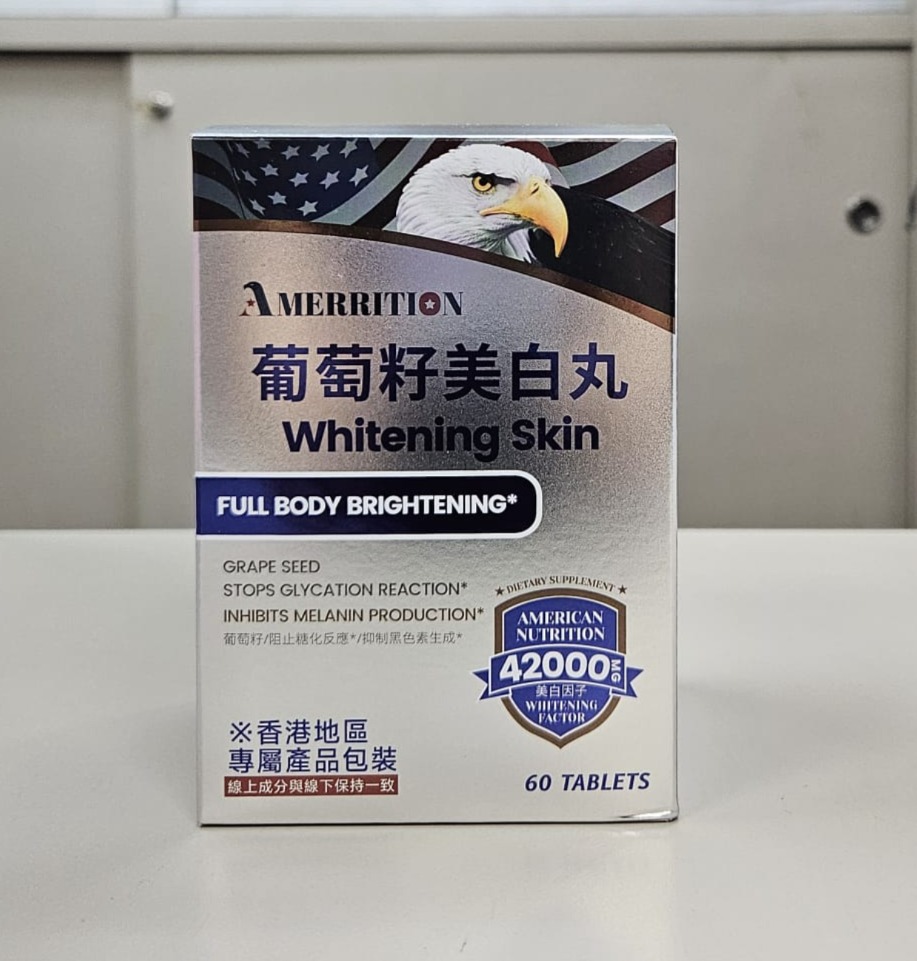 AMERRITION
葡萄籽美白丸
Whitening Skin
FULL BODY BRIGHTENING*
GRAPE SEED
STOPS GLYCATION REACTION*
INHIBITS MELANIN PRODUCTION*
葡萄籽/阻止糖化反應*/抑制黑色素生成*
★ DIETARY SUPPLEMENT ★
AMERICAN
NUTRITION
42000MG
美白因子
WHITENING
FACTOR
※香港地區
專屬產品包裝
線上成分與線下保持一致
60 TABLETS